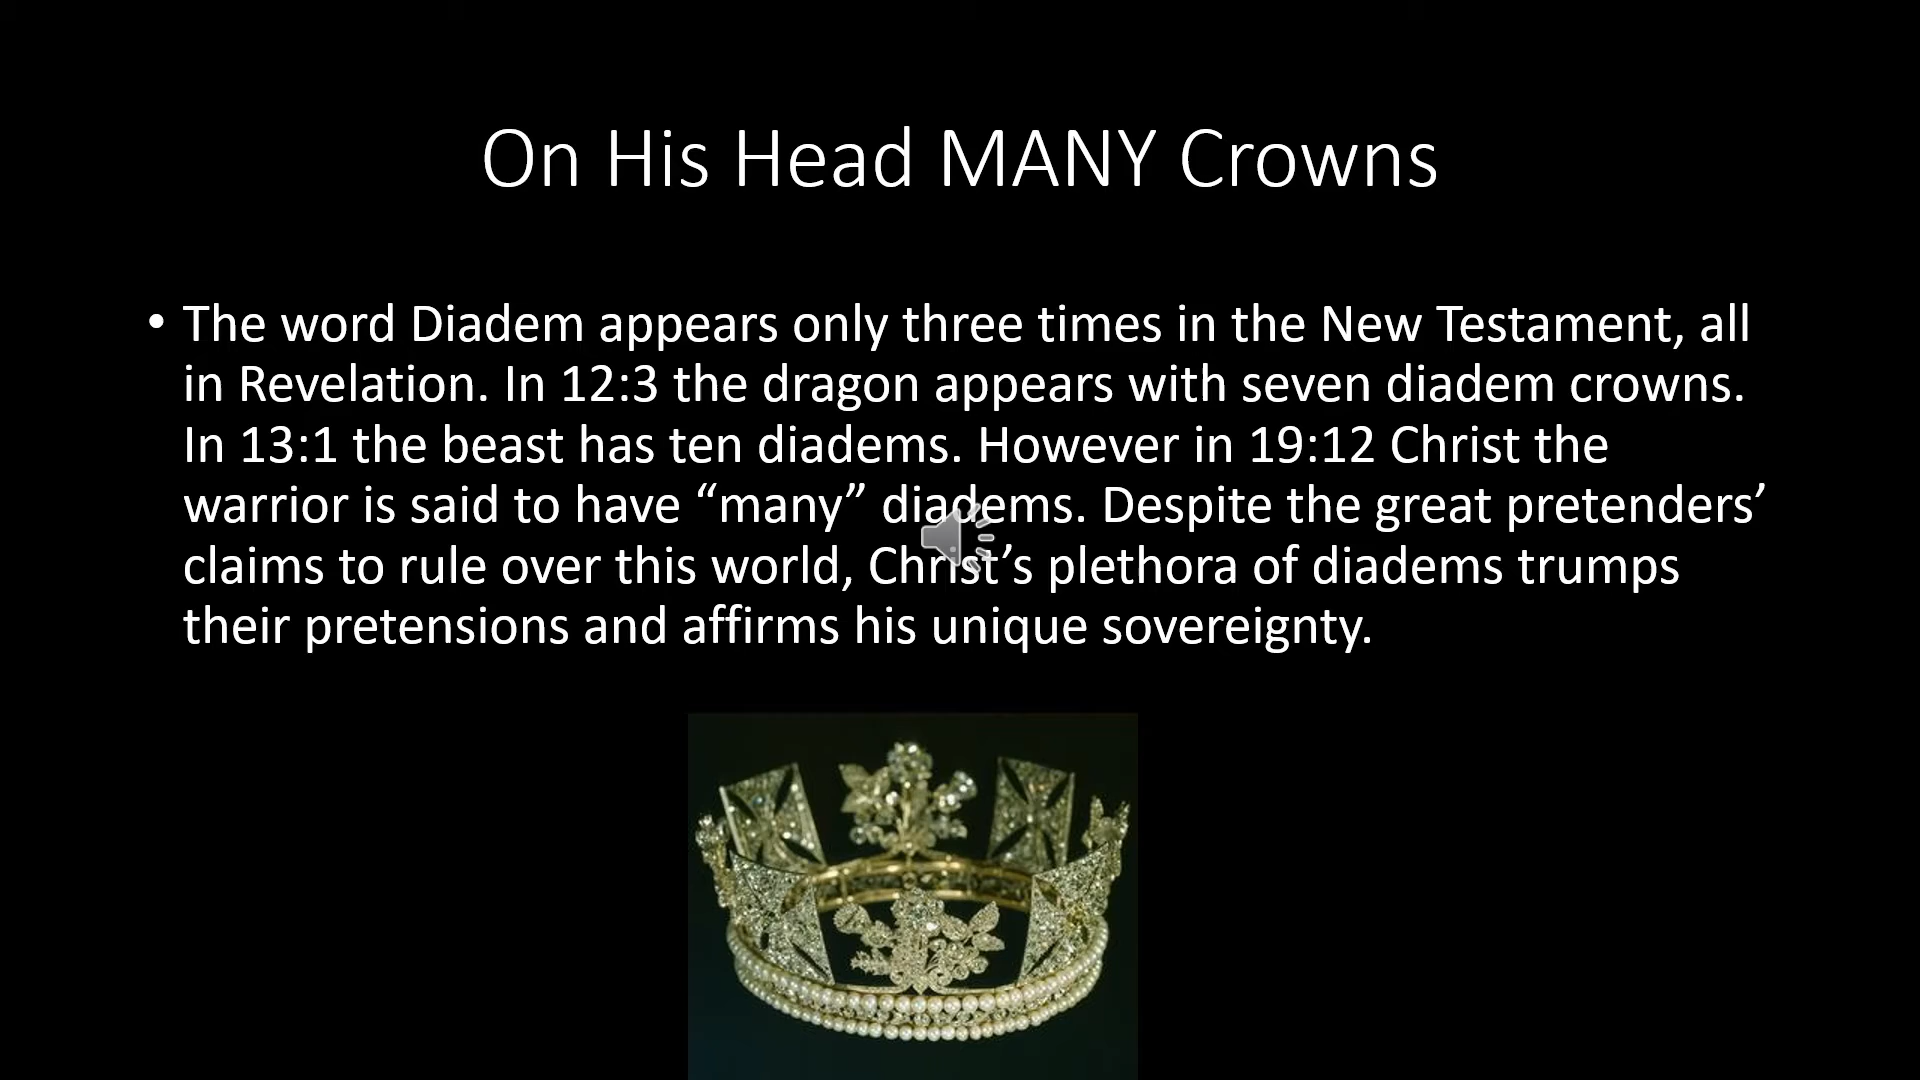 On His Head MANY Crowns
• The word Diadem appears only three times in the New Testament, all
in Revelation. In 12:3 the dragon appears with seven diadem crowns.
In 13:1 the beast has ten diadems. However in 19:12 Christ the
warrior is said to have “many” diadems. Despite the great pretenders’
claims to rule over this world, Christ’s plethora of diadems trumps
their pretensions and affirms his unique sovereignty.